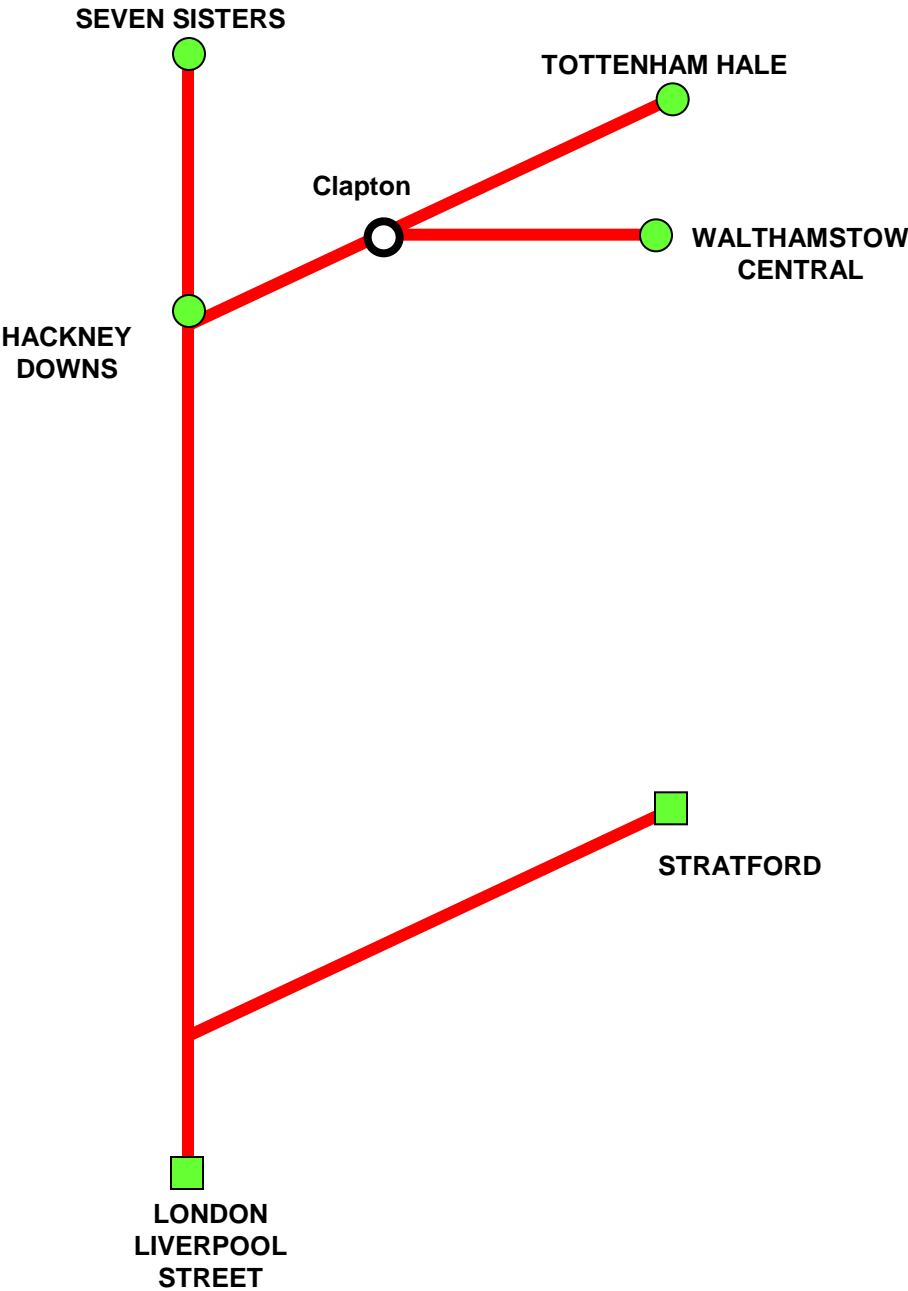 SEVEN SISTERS
TOTTENHAM HALE
Clapton
WALTHAMSTOW
CENTRAL
HACKNEY
DOWNS
STRATFORD
LONDON
LIVERPOOL
STREET